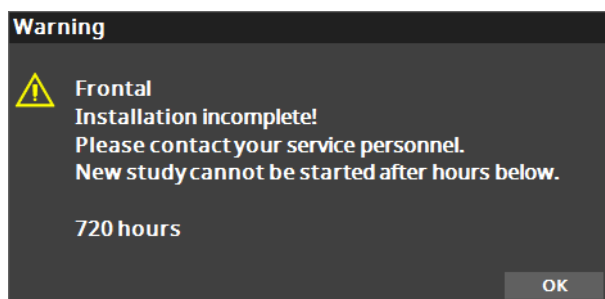 Warning
Frontal
Installation incomplete!
Please contact your service personnel.
New study cannot be started after hours below.
720 hours
OK